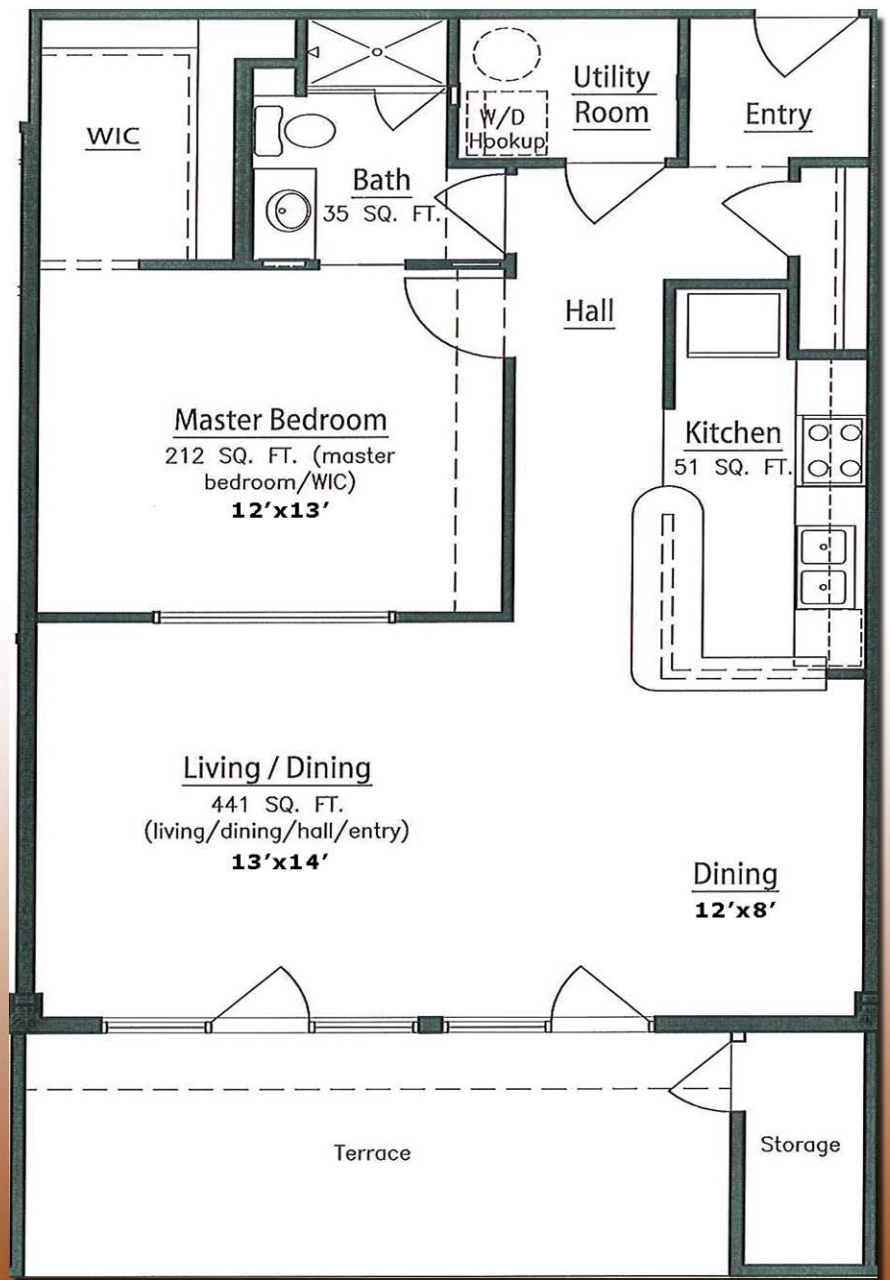 WIC
Utility
Room
W/D
Hookup
Entry
Bath
35 SQ. FT.
Hall
Master Bedroom
212 SQ. FT. (master
bedroom/WIC)
12'x13'
Kitchen
51 SQ. FT.
Living / Dining
441 SQ. FT.
(living/dining/hall/entry)
13'x14'
Dining
12'x8'
Terrace
Storage